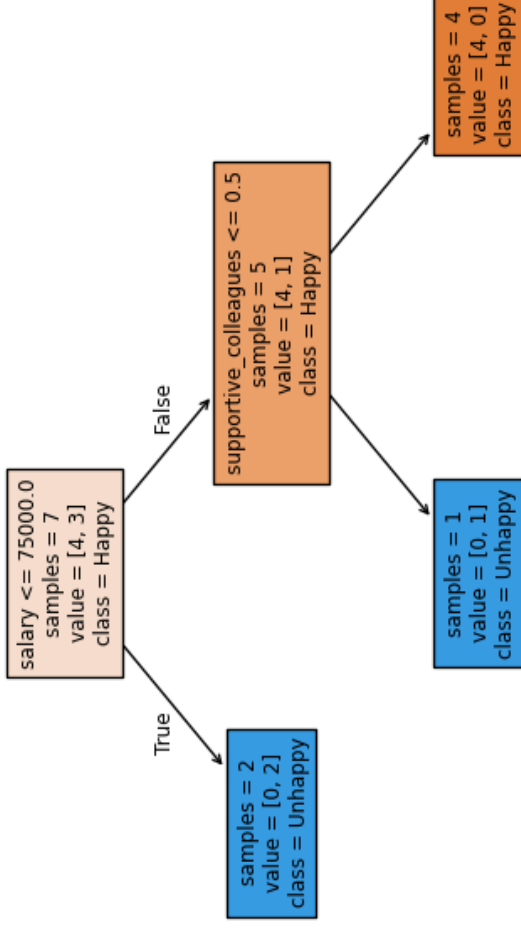 salary <= 75000.0
samples = 7
value = [4, 3]
class = Happy
True
False
samples = 2
value = [0, 2]
class = Unhappy
supportive_colleagues <= 0.5
samples = 5
value = [4, 1]
class = Happy
samples = 1
value = [0, 1]
class = Unhappy
samples = 4
value = [4, 0]
class = Happy